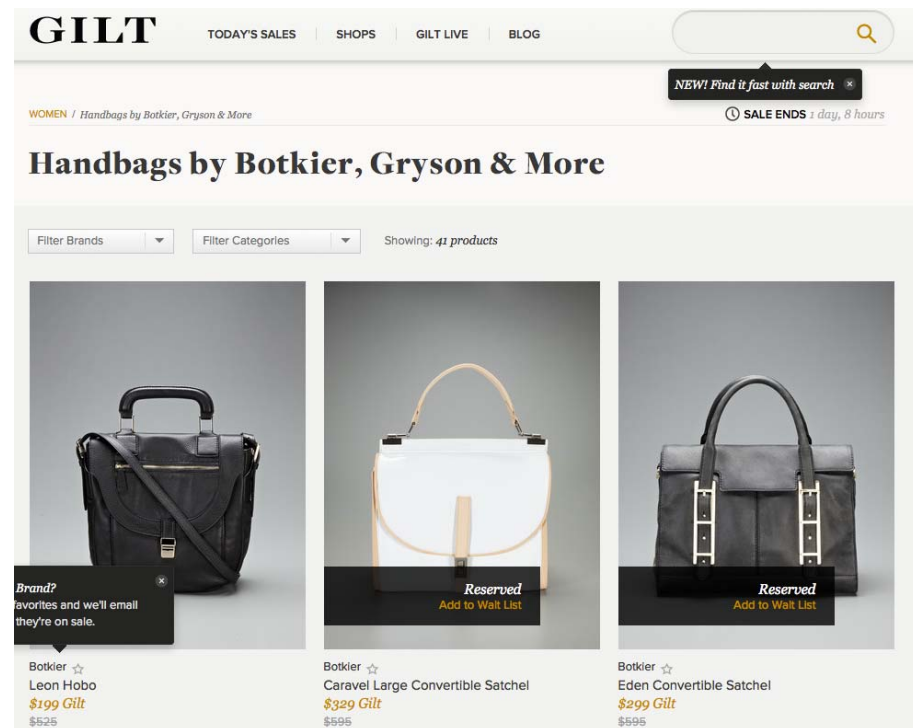 GILT
TODAY'S SALES
SHOPS
GILT LIVE
BLOG
NEW! Find it fast with search
WOMEN / Handbags by Botkier, Gryson & More
SALE ENDS 1 day, 8 hours
Handbags by Botkier, Gryson & More
Filter Brands
Filter Categories
Showing: 41 products
Brand?
favorites and we'll email
they're on sale.
Botkier
Leon Hobo
$199 Gilt
$525
Reserved
Add to Wait List
Botkier
Caravel Large Convertible Satchel
$329 Gilt
$595
Reserved
Add to Wait List
Botkier
Eden Convertible Satchel
$299 Gilt
$595